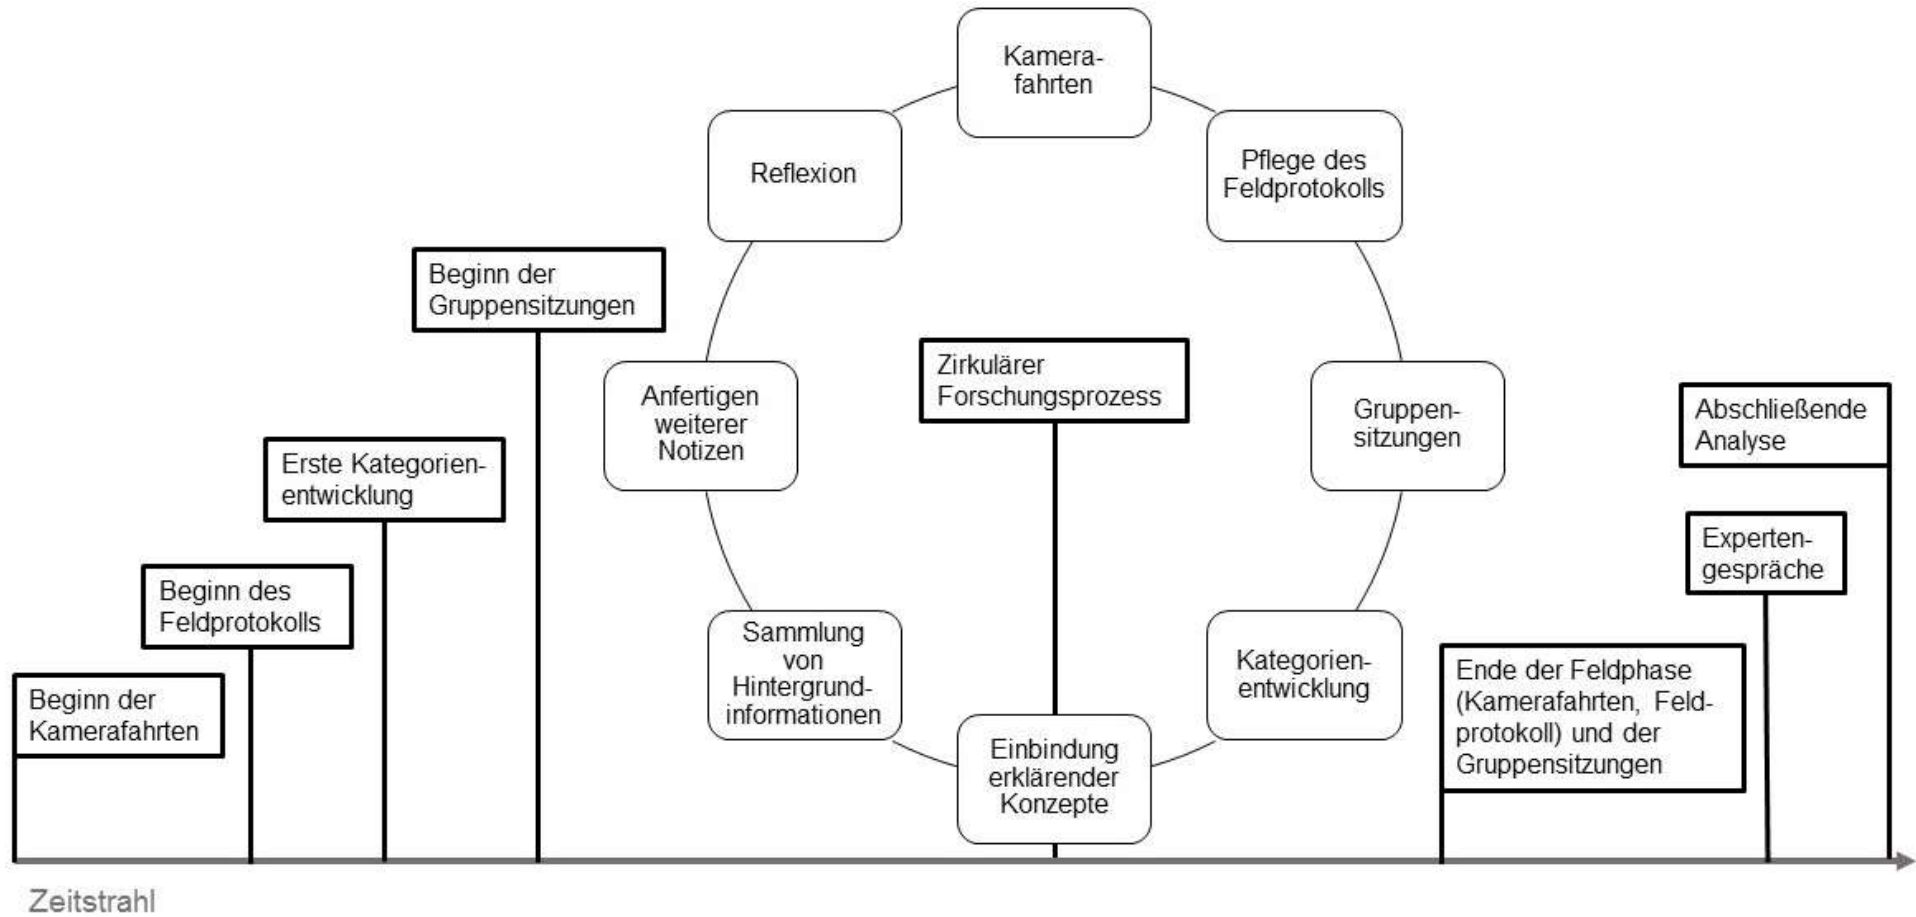 Kamera-
fahrten
Reflexion
Pflege des
Feldprotokolls
Beginn der
Gruppensitzungen
Zirkulärer
Forschungsprozess
Anfertigen
weiterer
Notizen
Gruppen-
sitzungen
Abschließende
Analyse
Erste Kategorien-
entwicklung
Experten-
gespräche
Beginn des
Feldprotokolls
Sammlung
von
Hintergrund-
informationen
Kategorien-
entwicklung
Ende der Feldphase
(Kamerafahrten, Feld-
protokoll) und der
Gruppensitzungen
Beginn der
Kamerafahrten
Einbindung
erklärender
Konzepte
Zeitstrahl